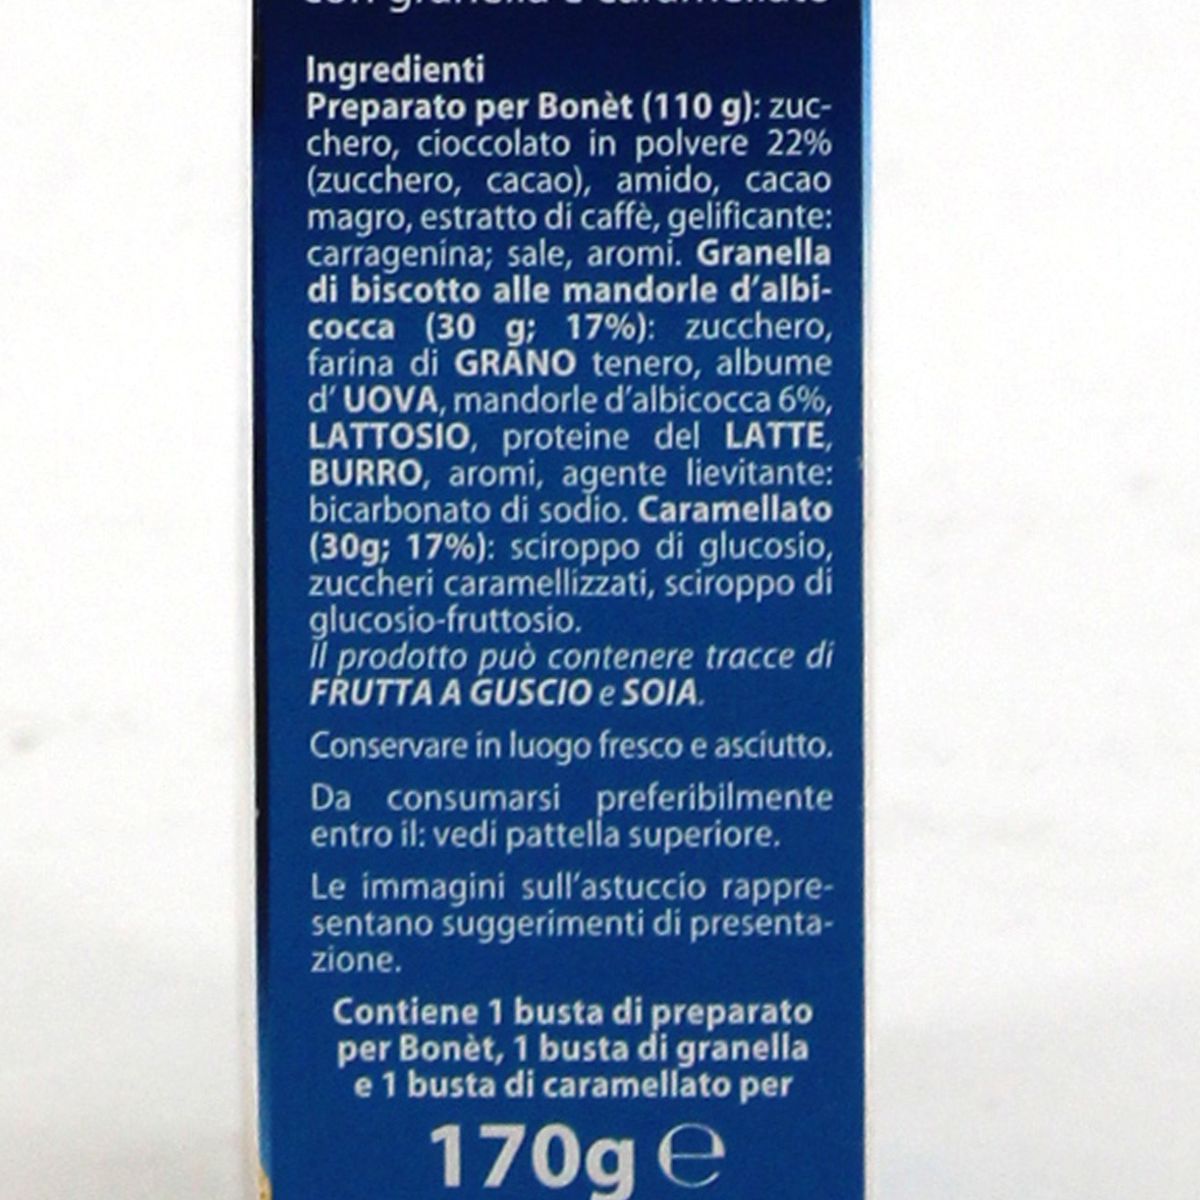 con granella e caramellato
Ingredienti
Preparato per Bonèt (110 g): zuc-
chero, cioccolato in polvere 22%
(zucchero, cacao), amido, cacao
magro, estratto di caffè, gelificante:
carragenina; sale, aromi. Granella
di biscotto alle mandorle d'albi-
cocca (30 g; 17%): zucchero,
farina di GRANO tenero, albume
d' UOVA, mandorle d'albicocca 6%,
LATTOSIO, proteine del LATTE,
BURRO, aromi, agente lievitante:
bicarbonato di sodio. Caramellato
(30g; 17%): sciroppo di glucosio,
zuccheri caramellizzati, sciroppo di
glucosio-fruttosio.
Il prodotto può contenere tracce di
FRUTTA A GUSCIO e SOIA.
Conservare in luogo fresco e asciutto.
Da consumarsi preferibilmente
entro il: vedi pattella superiore.
Le immagini sull'astuccio rappre-
sentano suggerimenti di presenta-
zione.
Contiene 1 busta di preparato
per Bonèt, 1 busta di granella
e 1 busta di caramellato per
170g ℮